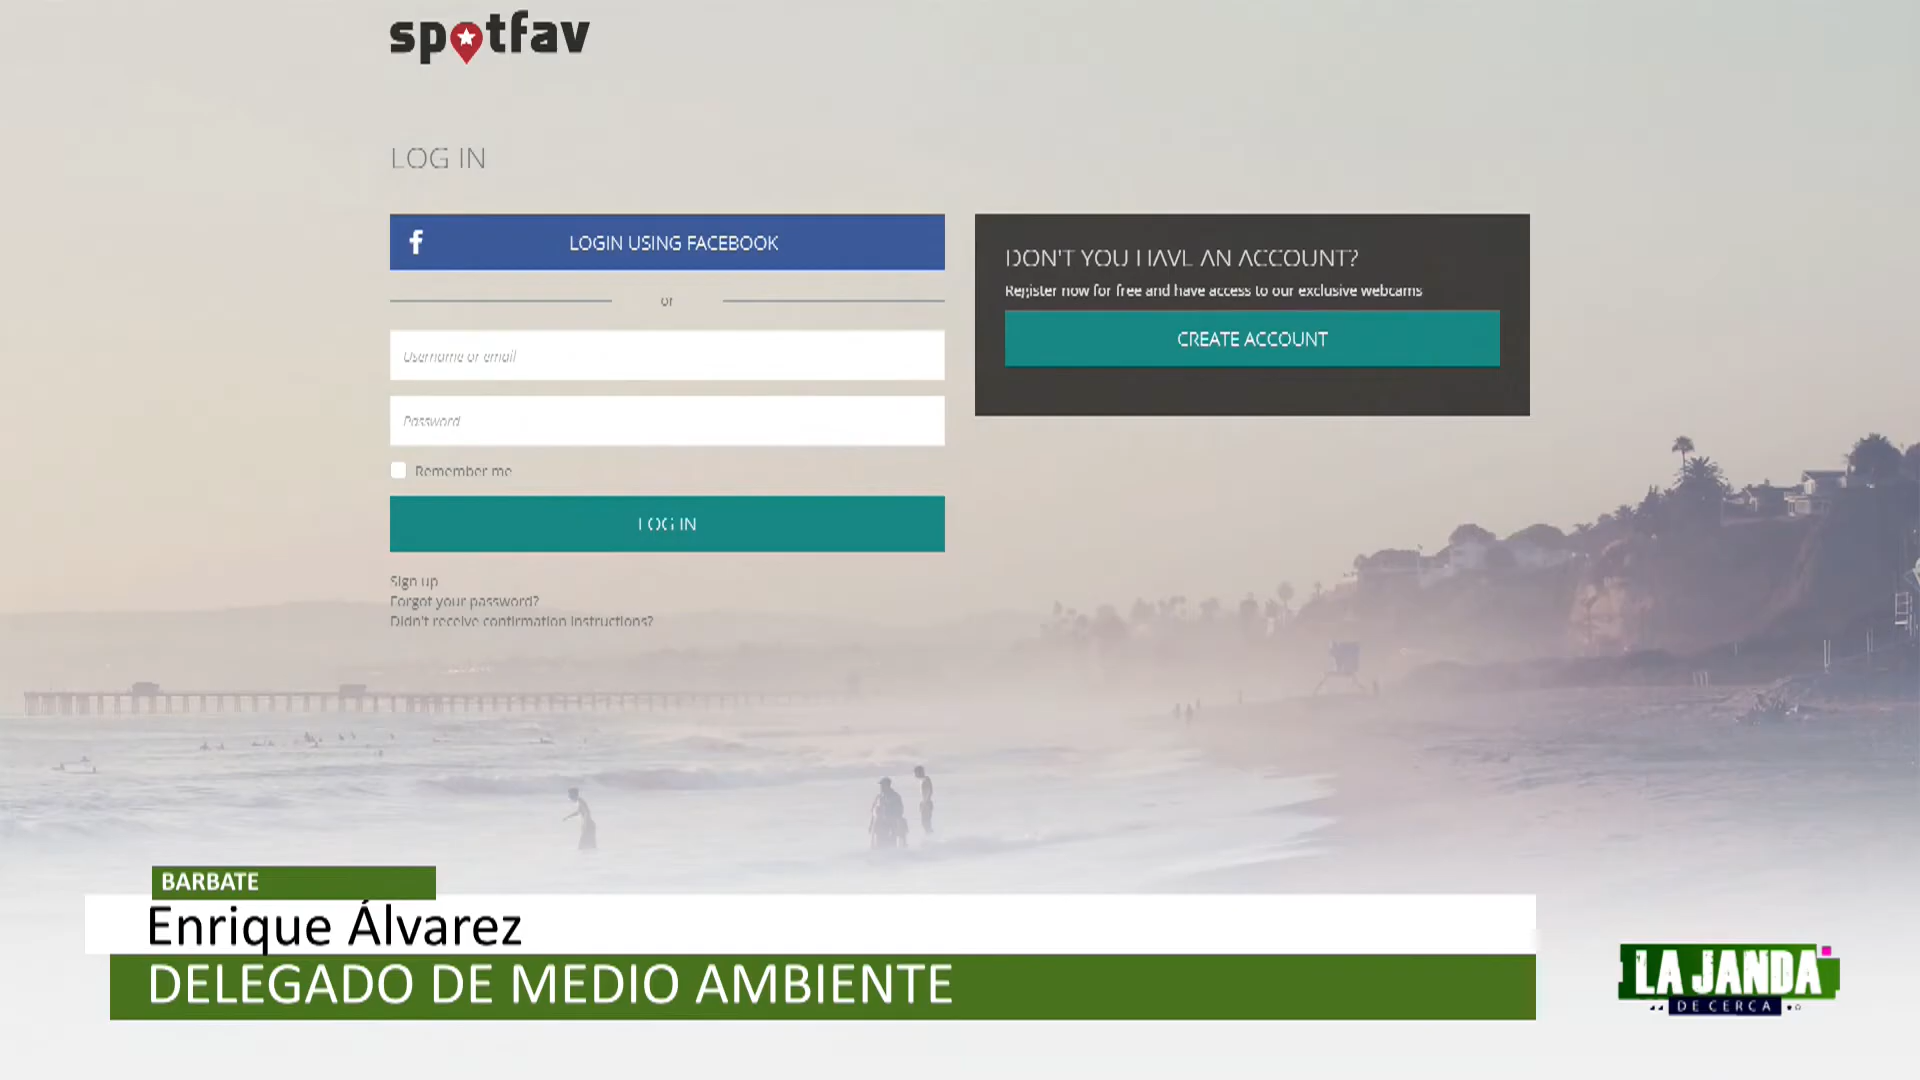 spotfav
LOG IN
LOGIN USING FACEBOOK
or
Username or email
Password
Remember me
LOG IN
Sign up
Forgot your password?
Didn't receive confirmation instructions?
DON'T YOU HAVE AN ACCOUNT?
Register now for free and have access to our exclusive webcams
CREATE ACCOUNT
BARBATE
Enrique Álvarez
DELEGADO DE MEDIO AMBIENTE
LA JANDA
DE CERCA